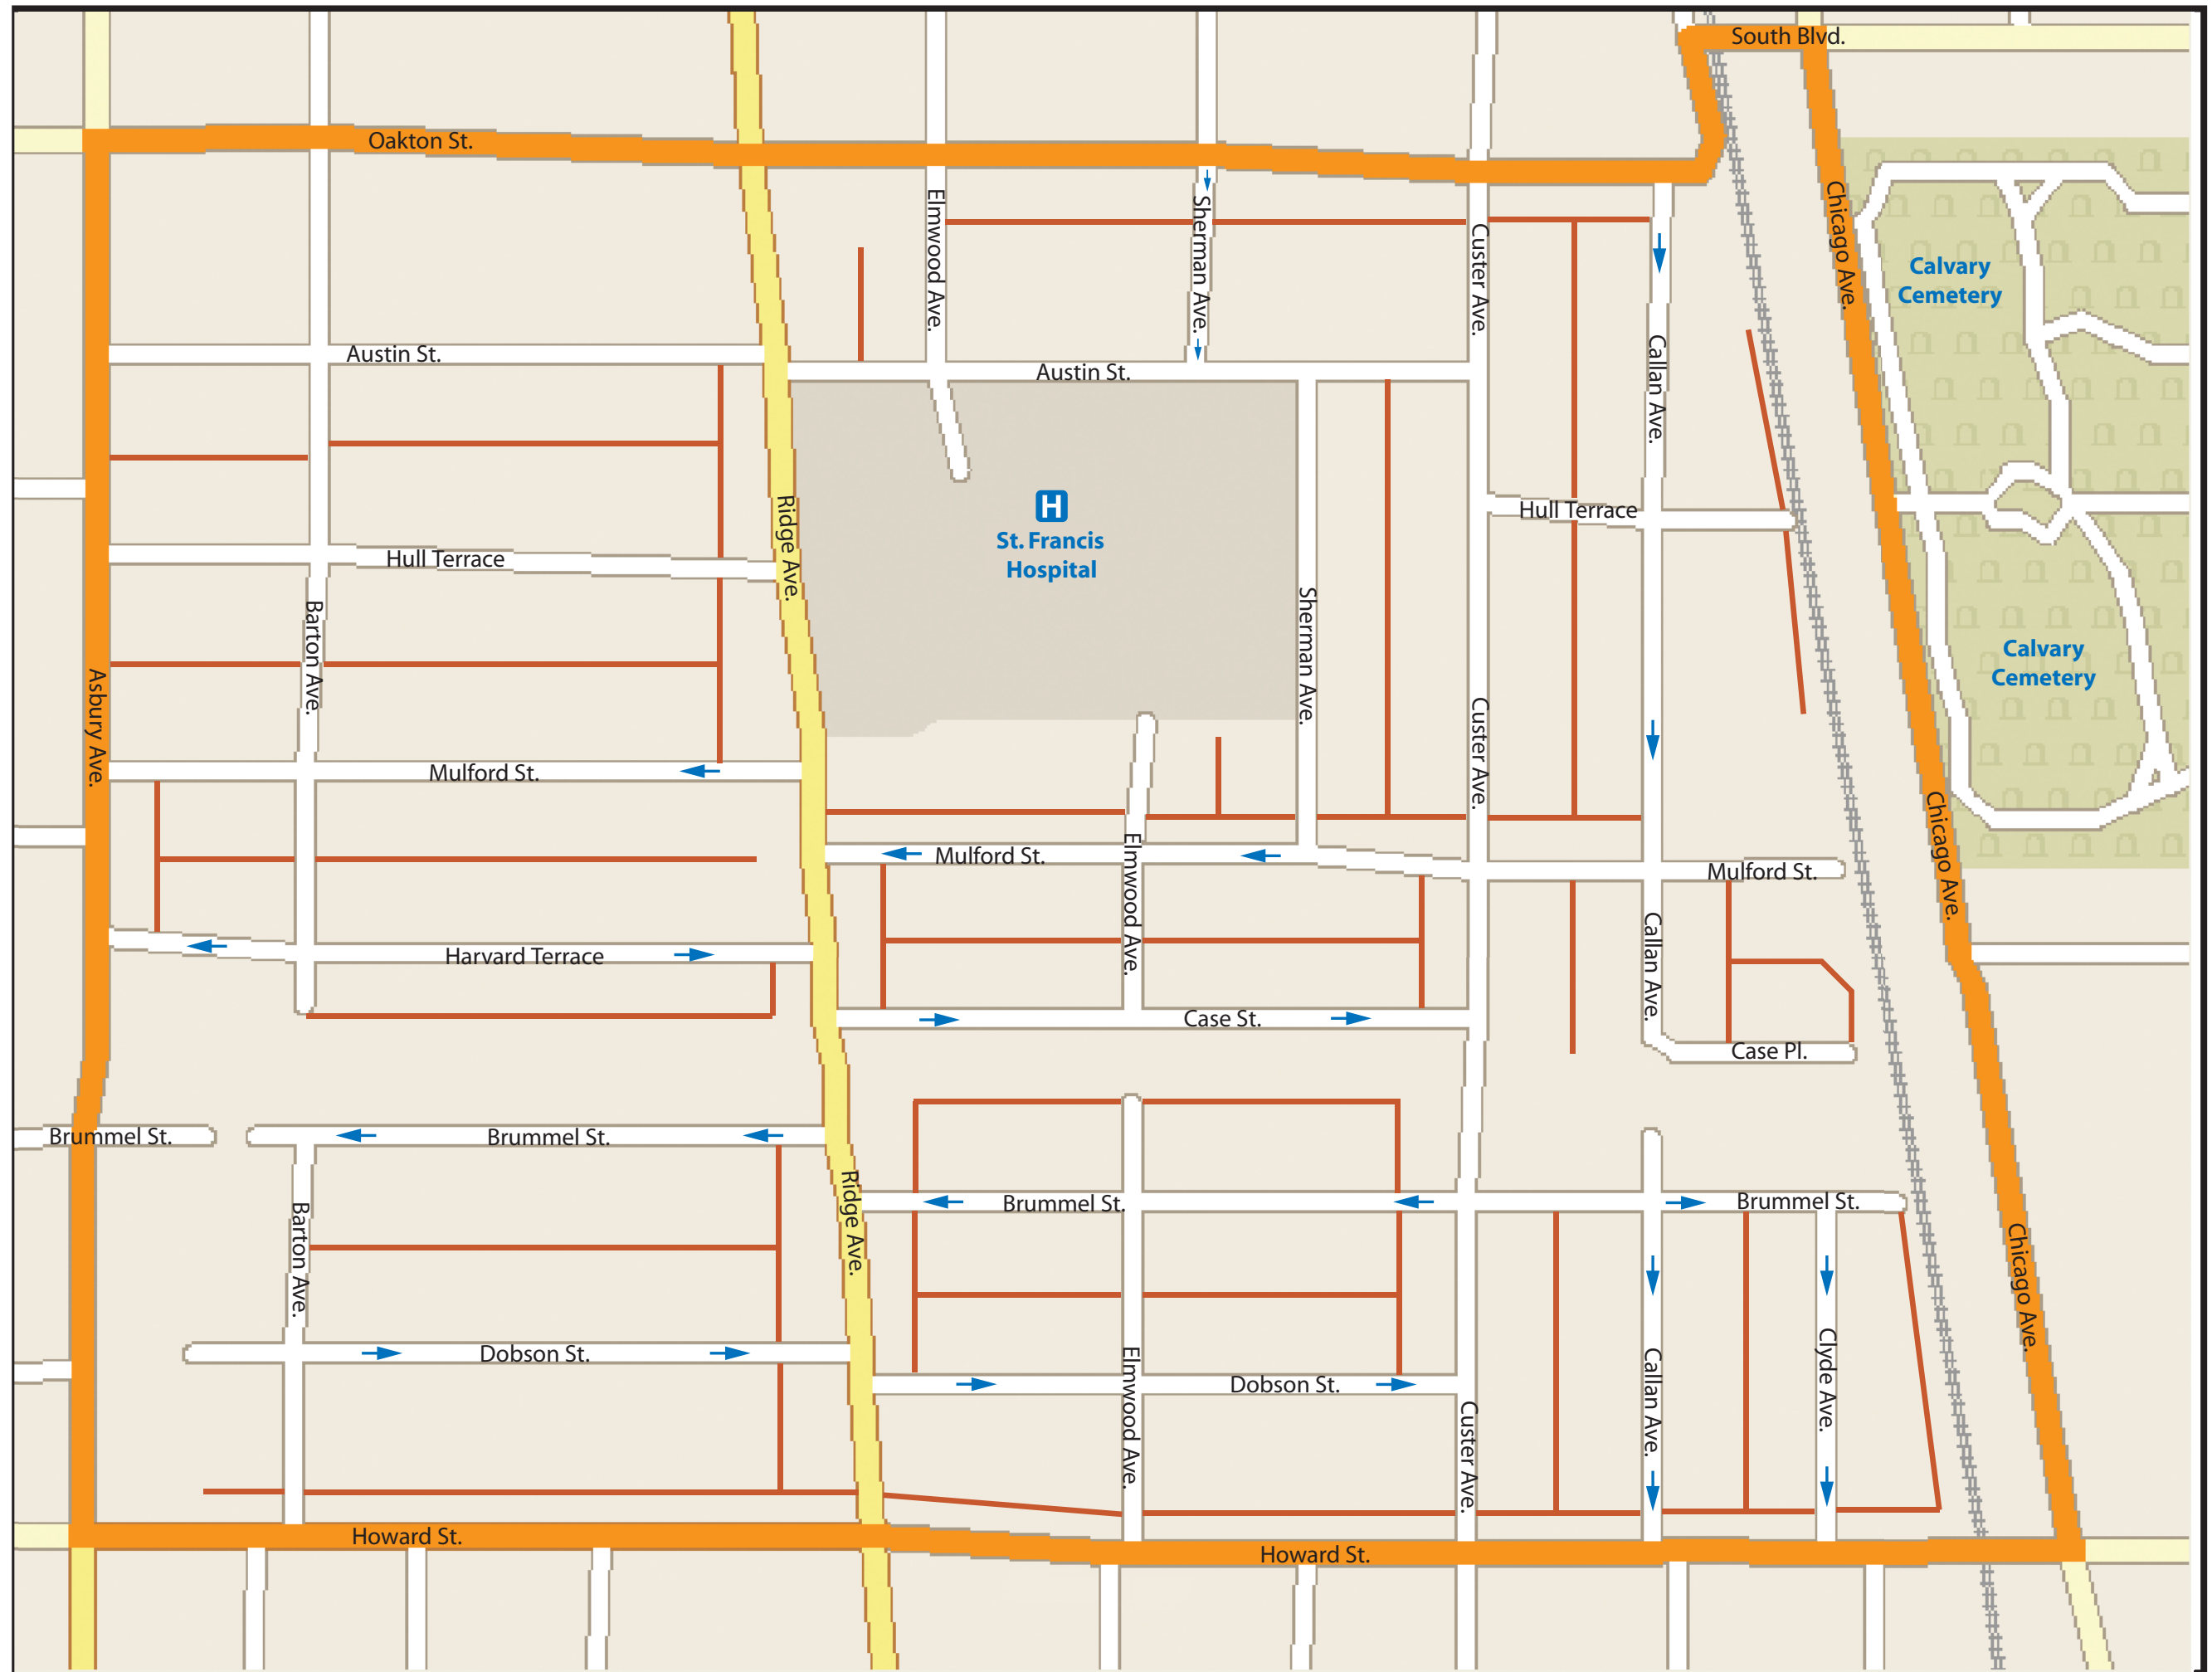 South Blvd.
Oakton St.
Elmwood Ave.
Sherman Ave.
Custer Ave.
Chicago Ave.
Calvary
Cemetery
Austin St.
Austin St.
Callan Ave.
Ridge Ave.
H
St. Francis
Hospital
Hull Terrace
Hull Terrace
Barton Ave.
Sherman Ave.
Calvary
Cemetery
Asbury Ave.
Custer Ave.
Mulford St.
Chicago Ave.
Mulford St.
Elmwood Ave.
Mulford St.
Callan Ave.
Harvard Terrace
Case St.
Case Pl.
Brummel St.
Brummel St.
Ridge Ave.
Brummel St.
Brummel St.
Barton Ave.
Chicago Ave.
Dobson St.
Elmwood Ave.
Dobson St.
Custer Ave.
Callan Ave.
Clyde Ave.
Howard St.
Howard St.